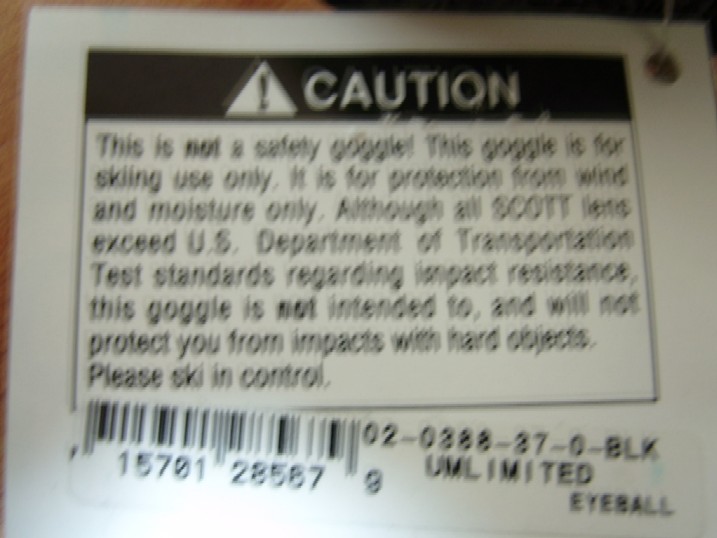 CAUTION
This is not a safety goggle! This goggle is for
skiing use only. It is for protection from wind
and moisture only. Although all SCOTT lens
exceed U.S. Department of Transportation
Test standards regarding impact resistance,
this goggle is not intended to, and will not
protect you from impacts with hard objects.
Please ski in control.
02-0388-37-0-BLK
15701 28567 9
UMLIMITED
EYEBALL